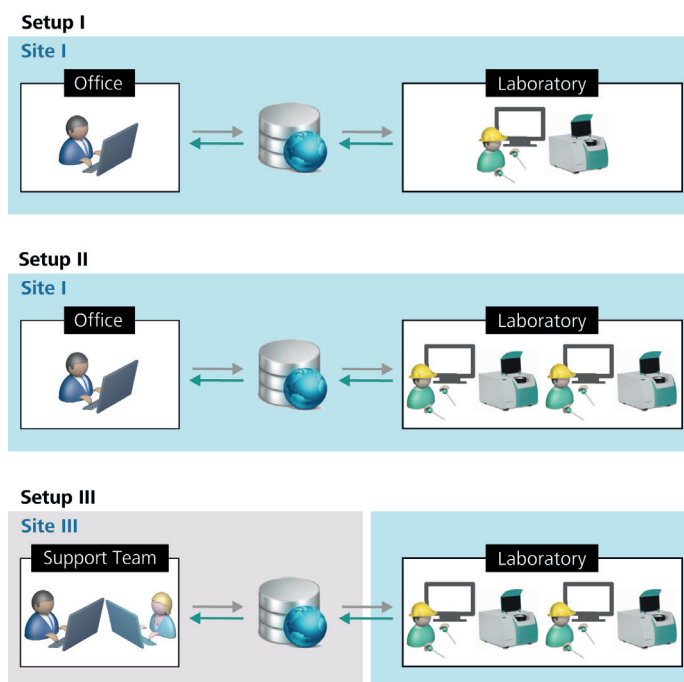 Setup I
Site I
Office
Laboratory
Setup II
Site I
Office
Laboratory
Setup III
Site III
Support Team
Laboratory